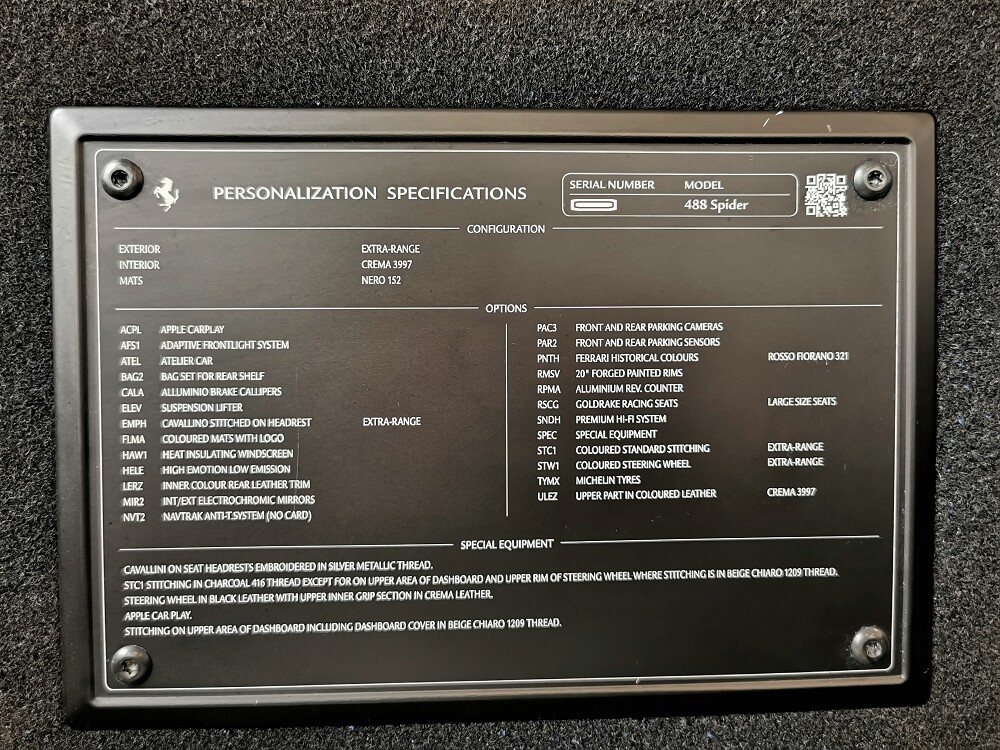 PERSONALIZATION SPECIFICATIONS
SERIAL NUMBER MODEL
488 Spider
CONFIGURATION
EXTERIOR EXTRA-RANGE
INTERIOR CREMA 3997
MATS NERO 152
OPTIONS
ACPL APPLE CARPLAY
AFS1 ADAPTIVE FRONTLIGHT SYSTEM
ATEL ATELIER CAR
BAG2 BAG SET FOR REAR SHELF
CALA ALLUMINIO BRAKE CALLIPERS
ELEV SUSPENSION LIFTER
EMPH CAVALLINO STITCHED ON HEADREST EXTRA-RANGE
FLMA COLOURED MATS WITH LOGO
HAW1 HEAT INSULATING WINDSCREEN
HELE HIGH EMOTION LOW EMISSION
LERZ INNER COLOUR REAR LEATHER TRIM
MIR2 INT/EXT ELECTROCHROMIC MIRRORS
NVT2 NAVTRAK ANTI-T.SYSTEM (NO CARD)
PAC3 FRONT AND REAR PARKING CAMERAS
PAR2 FRONT AND REAR PARKING SENSORS
PNTH FERRARI HISTORICAL COLOURS ROSSO FIORANO 321
RMSV 20" FORGED PAINTED RIMS
RPMA ALUMINIUM REV. COUNTER
RSCG GOLDRAKE RACING SEATS LARGE SIZE SEATS
SNDH PREMIUM HI-FI SYSTEM
SPEC SPECIAL EQUIPMENT
STC1 COLOURED STANDARD STITCHING EXTRA-RANGE
STW1 COLOURED STEERING WHEEL EXTRA-RANGE
TYMX MICHELIN TYRES
ULEZ UPPER PART IN COLOURED LEATHER CREMA 3997
SPECIAL EQUIPMENT
CAVALLINI ON SEAT HEADRESTS EMBROIDERED IN SILVER METALLIC THREAD.
STC1 STITCHING IN CHARCOAL 416 THREAD EXCEPT FOR ON UPPER AREA OF DASHBOARD AND UPPER RIM OF STEERING WHEEL WHERE STITCHING IS IN BEIGE CHIARO 1209 THREAD.
STEERING WHEEL IN BLACK LEATHER WITH UPPER INNER GRIP SECTION IN CREMA LEATHER.
APPLE CAR PLAY.
STITCHING ON UPPER AREA OF DASHBOARD INCLUDING DASHBOARD COVER IN BEIGE CHIARO 1209 THREAD.